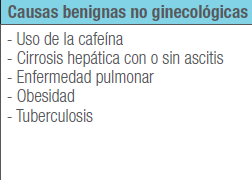 Causas benignas no ginecológicas
- Uso de la cafeína
- Cirrosis hepática con o sin ascitis
- Enfermedad pulmonar
- Obesidad
- Tuberculosis